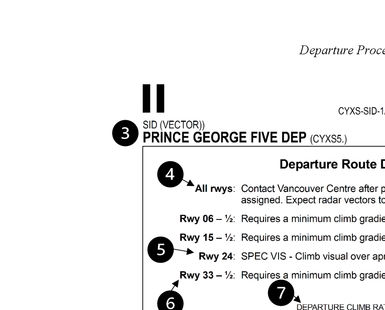 Departure Proce
CYXS-SID-1
SID (VECTOR))
3 PRINCE GEORGE FIVE DEP (CYXS5.)
Departure Route D
4
All rwys: Contact Vancouver Centre after p
assigned. Expect radar vectors to
Rwy 06 – ½: Requires a minimum climb gradie
Rwy 15 – ½: Requires a minimum climb gradie
5 Rwy 24: SPEC VIS - Climb visual over apr
Rwy 33 – ½: Requires a minimum climb gradie
7
6 DEPARTURE CLIMB RAT